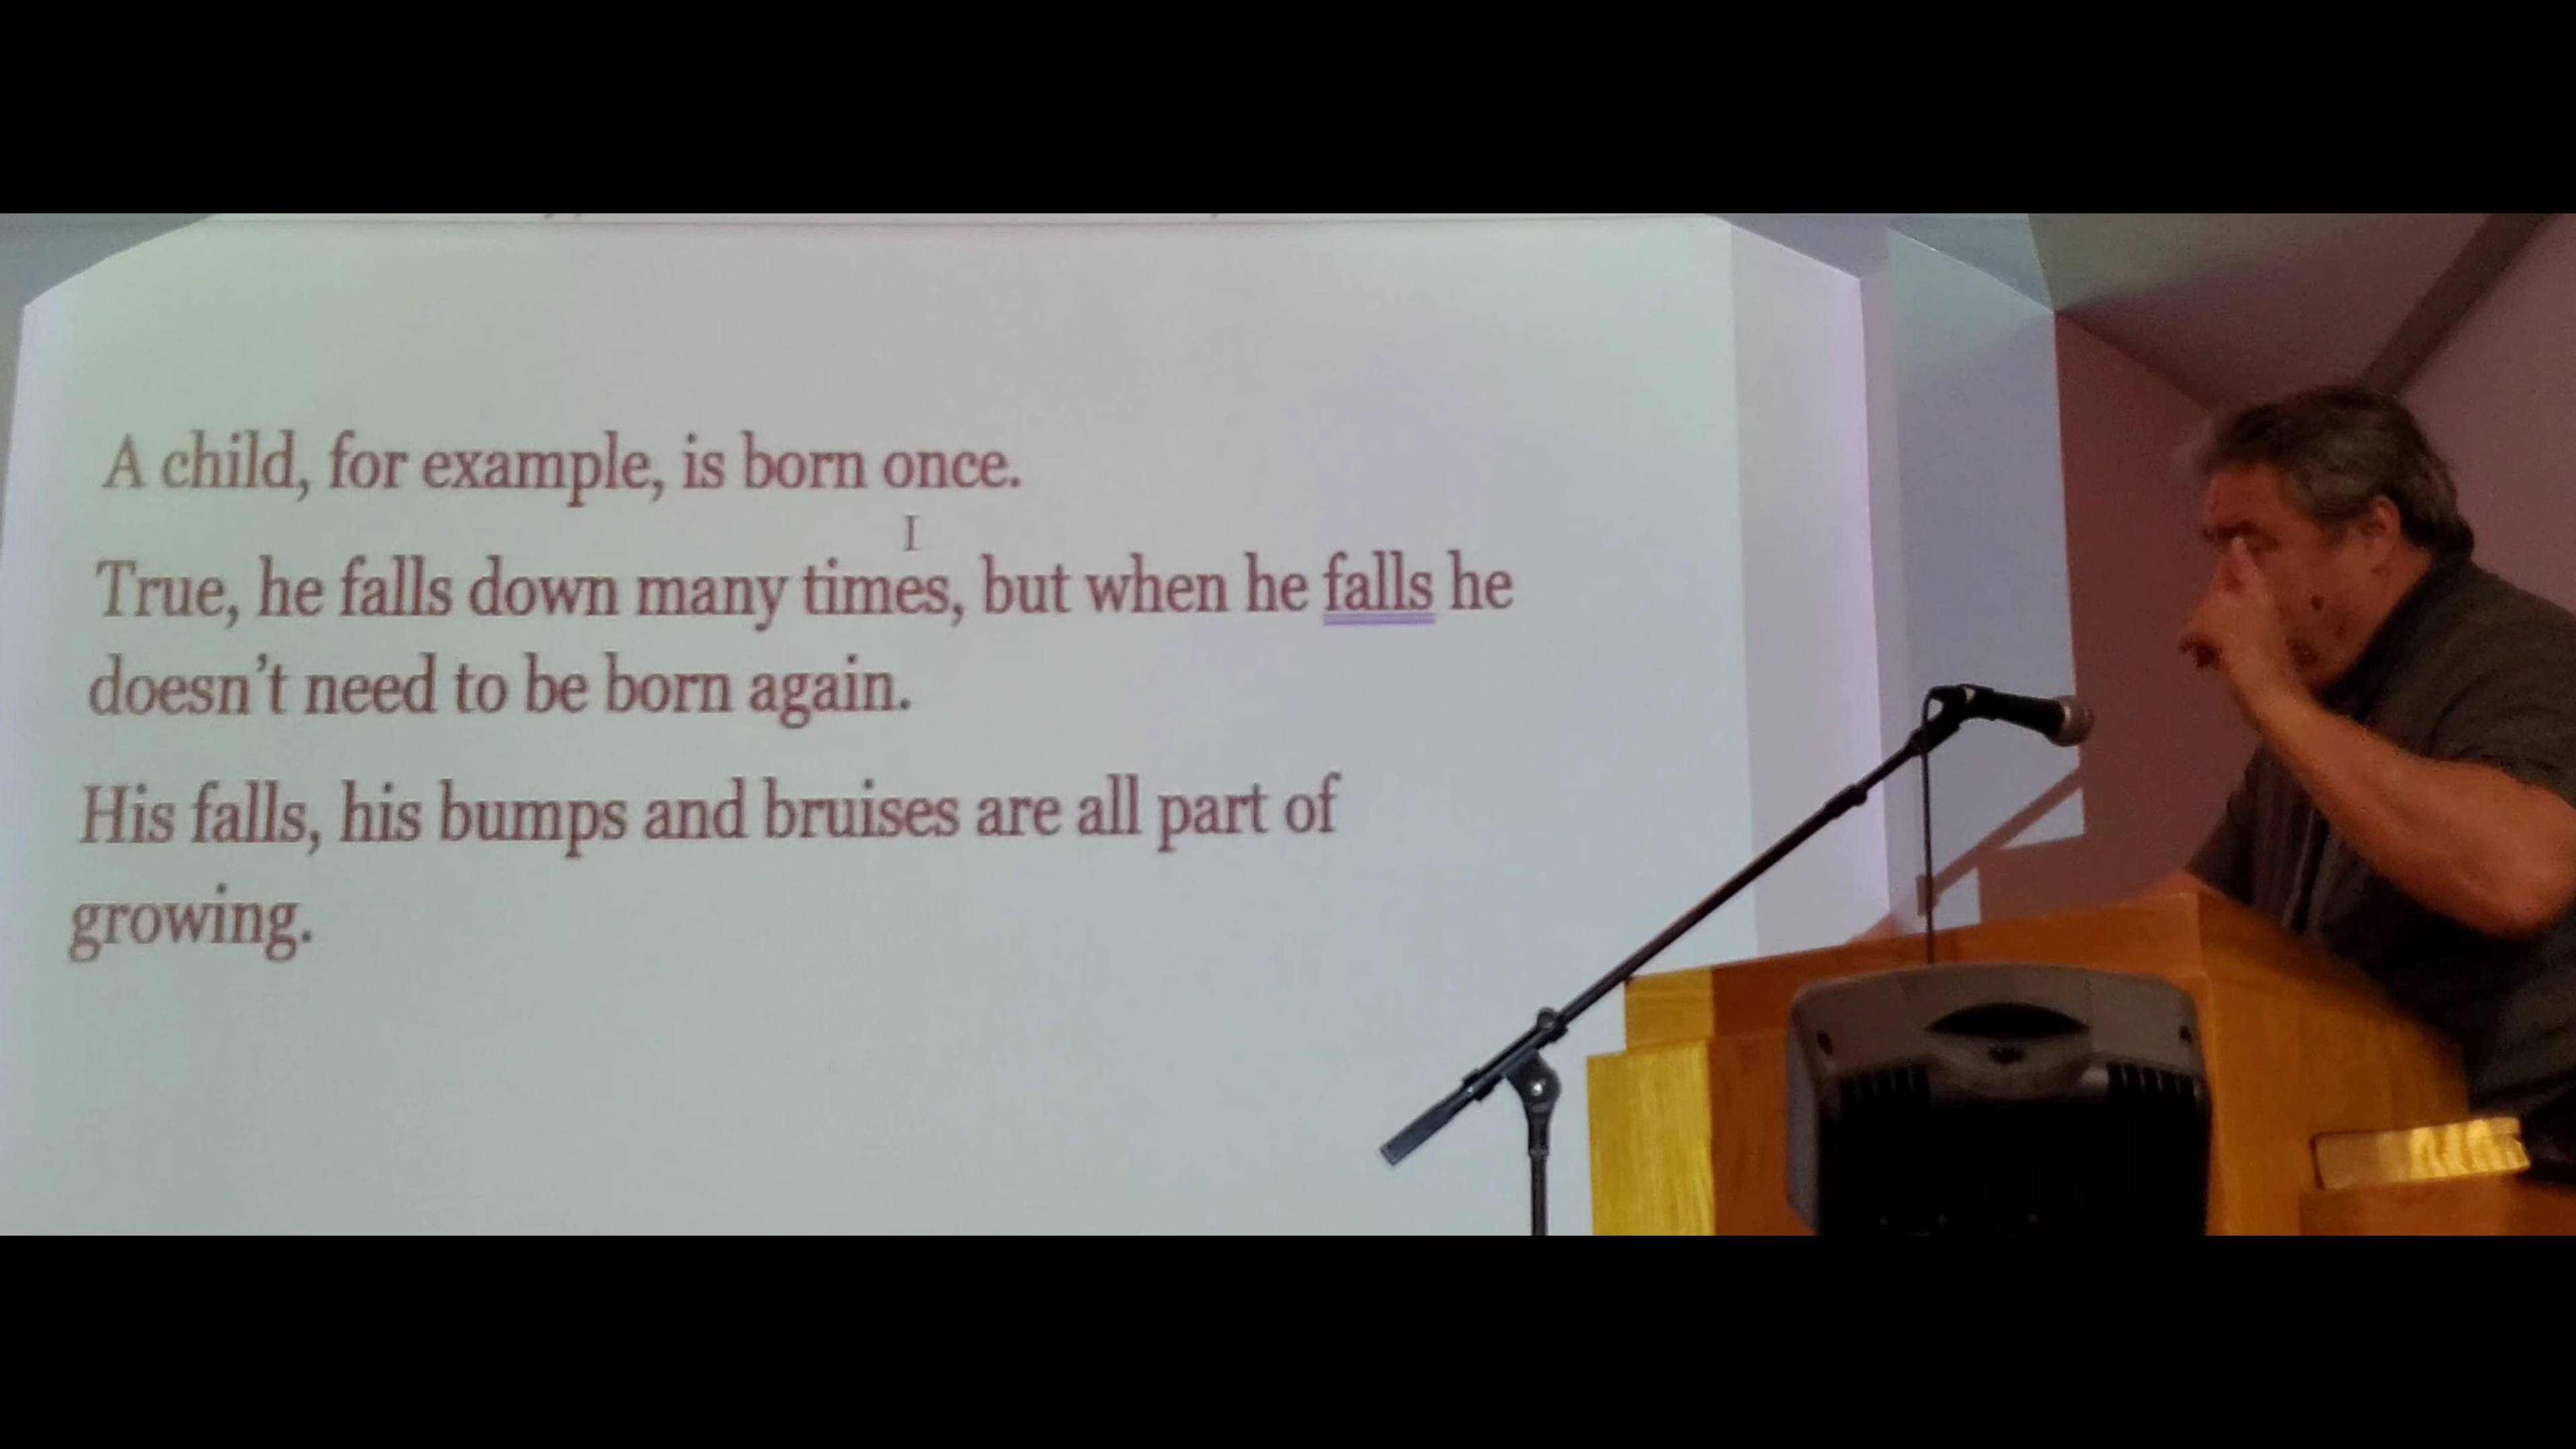 A child, for example, is born once.
True, he falls down many times, but when he falls he
doesn't need to be born again.
His falls, his bumps and bruises are all part of
growing.